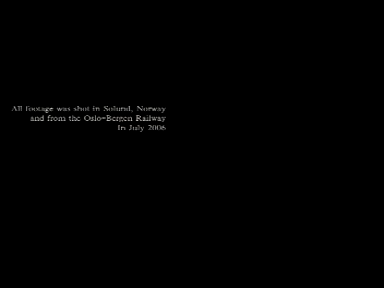 All footage was shot in Solund, Norway
and from the Oslo-Bergen Railway
In July 2006